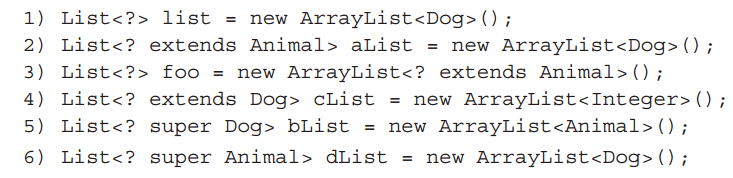 1) List<?> list = new ArrayList<Dog>();
2) List<? extends Animal> aList = new ArrayList<Dog>();
3) List<?> foo = new ArrayList<? extends Animal>();
4) List<? extends Dog> cList = new ArrayList<Integer>();
5) List<? super Dog> bList = new ArrayList<Animal>();
6) List<? super Animal> dList = new ArrayList<Dog>();